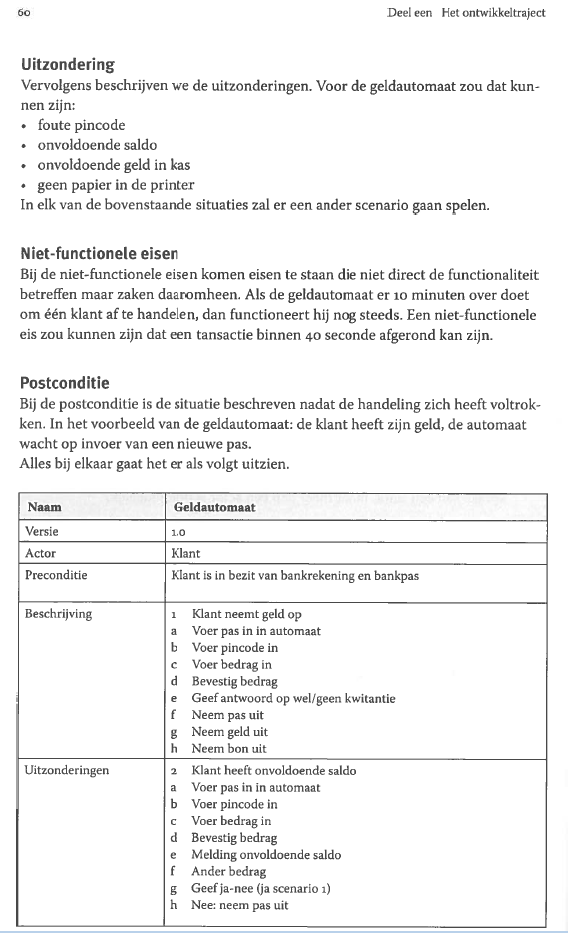 60
Deel een Het ontwikkeltraject
Uitzondering
Vervolgens beschrijven we de uitzonderingen. Voor de geldautomaat zou dat kun-
nen zijn:
• foute pincode
• onvoldoende saldo
• onvoldoende geld in kas
• geen papier in de printer
In elk van de bovenstaande situaties zal er een ander scenario gaan spelen.
Niet-functionele eisen
Bij de niet-functionele eisen komen eisen te staan die niet direct de functionaliteit
betreffen maar zaken daaromheen. Als de geldautomaat er 10 minuten over doet
om één klant af te handelen, dan functioneert hij nog steeds. Een niet-functionele
eis zou kunnen zijn dat een tansactie binnen 40 seconde afgerond kan zijn.
Postconditie
Bij de postconditie is de situatie beschreven nadat de handeling zich heeft voltrok-
ken. In het voorbeeld van de geldautomaat: de klant heeft zijn geld, de automaat
wacht op invoer van een nieuwe pas.
Alles bij elkaar gaat het er als volgt uitzien.
Naam Geldautomaat
Versie 1.0
Actor Klant
Preconditie Klant is in bezit van bankrekening en bankpas
Beschrijving 1 Klant neemt geld op
a Voer pas in in automaat
b Voer pincode in
c Voer bedrag in
d Bevestig bedrag
e Geef antwoord op wel/geen kwitantie
f Neem pas uit
g Neem geld uit
h Neem bon uit
Uitzonderingen 2 Klant heeft onvoldoende saldo
a Voer pas in in automaat
b Voer pincode in
c Voer bedrag in
d Bevestig bedrag
e Melding onvoldoende saldo
f Ander bedrag
g Geef ja-nee (ja scenario 1)
h Nee: neem pas uit